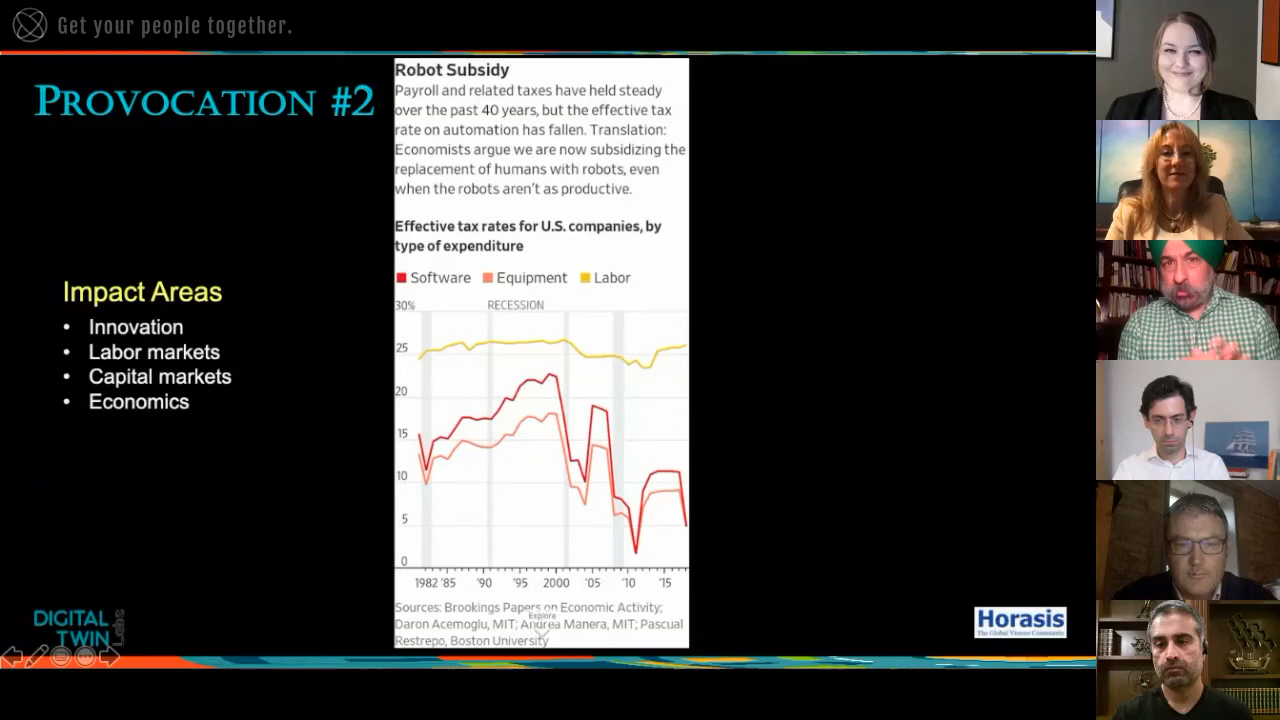 Get your people together.
PROVOCATION #2
Robot Subsidy
Payroll and related taxes have held steady
over the past 40 years, but the effective tax
rate on automation has fallen. Translation:
Economists argue we are now subsidizing the
replacement of humans with robots, even
when the robots aren't as productive.
Effective tax rates for U.S. companies, by
type of expenditure
Software Equipment Labor
30% RECESSION
25
20
15
10
5
0
1982 '85 '90 '95 2000 '05 '10 '15
Sources: Brookings Papers on Economic Activity;
Daron Acemoglu, MIT; Andrea Manera, MIT; Pascual
Restrepo, Boston University
Explore
Impact Areas
• Innovation
• Labor markets
• Capital markets
• Economics
DIGITAL
TWIN Labs
Horasis
The Global Visions Community